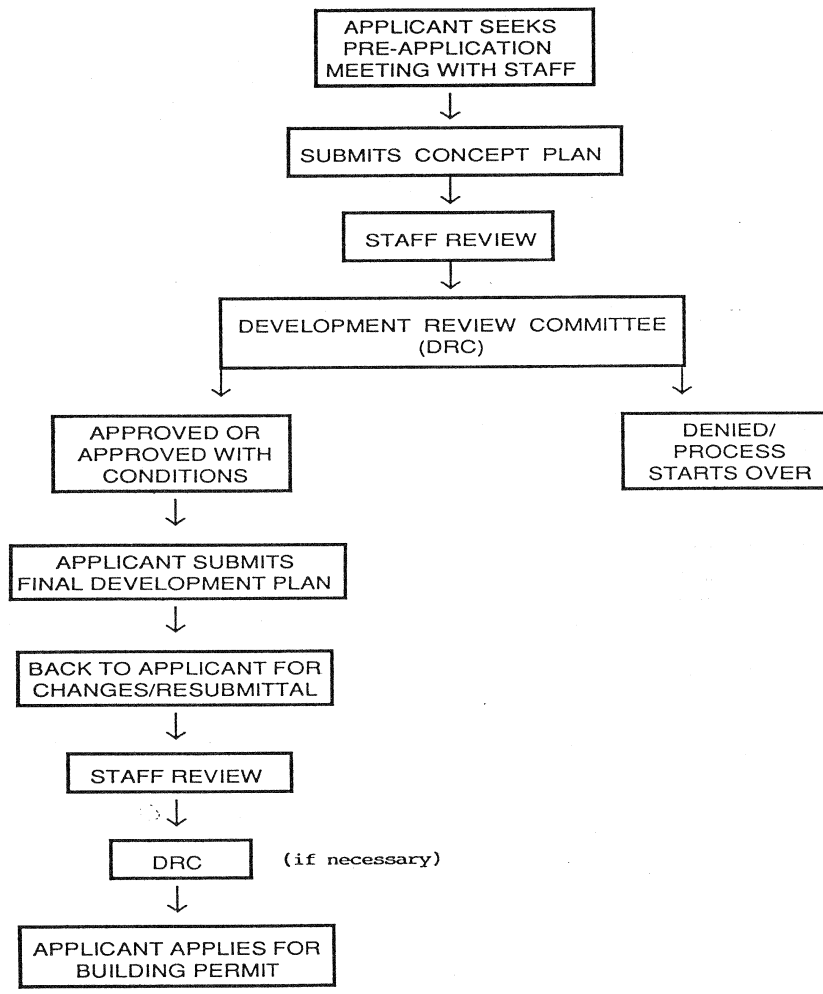 APPLICANT SEEKS
PRE-APPLICATION
MEETING WITH STAFF
SUBMITS CONCEPT PLAN
STAFF REVIEW
DEVELOPMENT REVIEW COMMITTEE
(DRC)
APPROVED OR
APPROVED WITH
CONDITIONS
DENIED/
PROCESS
STARTS OVER
APPLICANT SUBMITS
FINAL DEVELOPMENT PLAN
BACK TO APPLICANT FOR
CHANGES/RESUBMITTAL
STAFF REVIEW
DRC (if necessary)
APPLICANT APPLIES FOR
BUILDING PERMIT